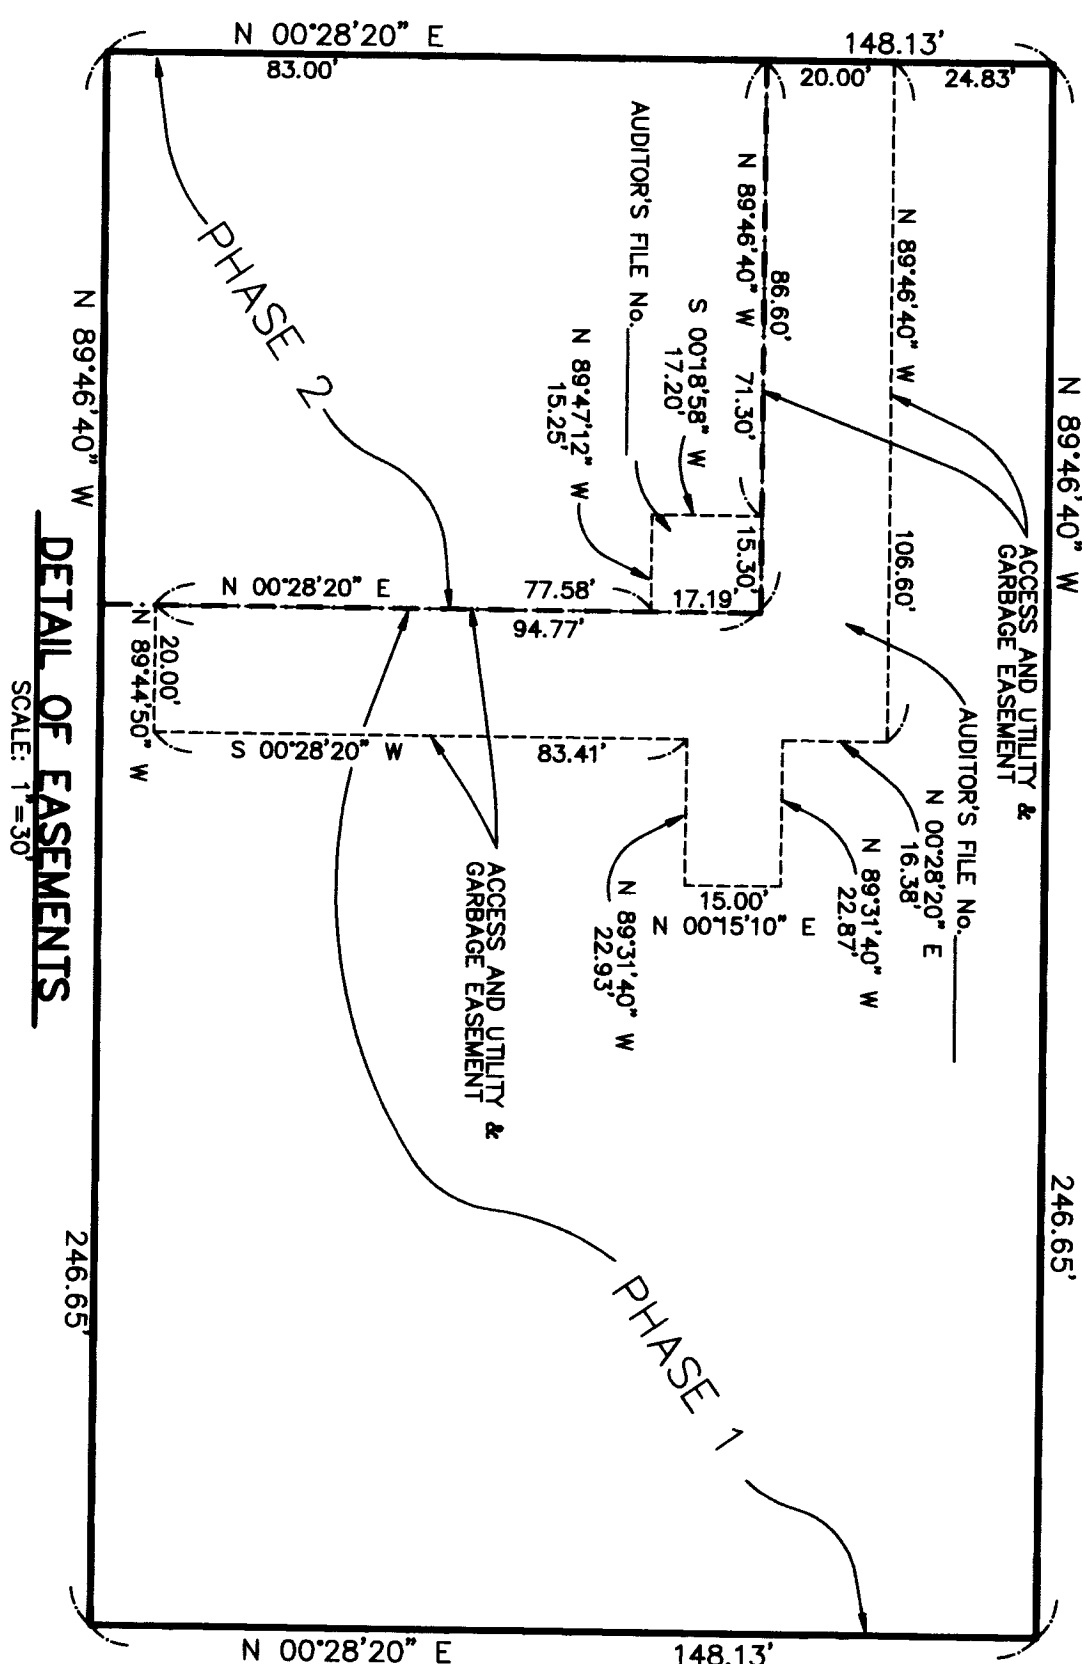 N 00°28'20" E
83.00'
148.13'
20.00'
24.83'
N 89°46'40" W
246.65'
N 89°46'40" W
ACCESS AND UTILITY &
GARBAGE EASEMENT
106.60'
86.60'
N 89°46'40" W 71.30'
15.30'
AUDITOR'S FILE No.
S 00°18'58" W
17.20'
N 89°47'12" W
15.25'
17.19'
AUDITOR'S FILE No.
N 00°28'20" E
16.38'
N 89°31'40" W
22.87'
15.00'
N 00°15'10" E
N 89°31'40" W
22.93'
N 00°28'20" E
77.58'
94.77'
S 00°28'20" W
83.41'
20.00'
N 89°44'50" W
ACCESS AND UTILITY &
GARBAGE EASEMENT
PHASE 2
PHASE 1
N 89°46'40" W
246.65'
N 00°28'20" E
148.13'
DETAIL OF EASEMENTS
SCALE: 1"=30'